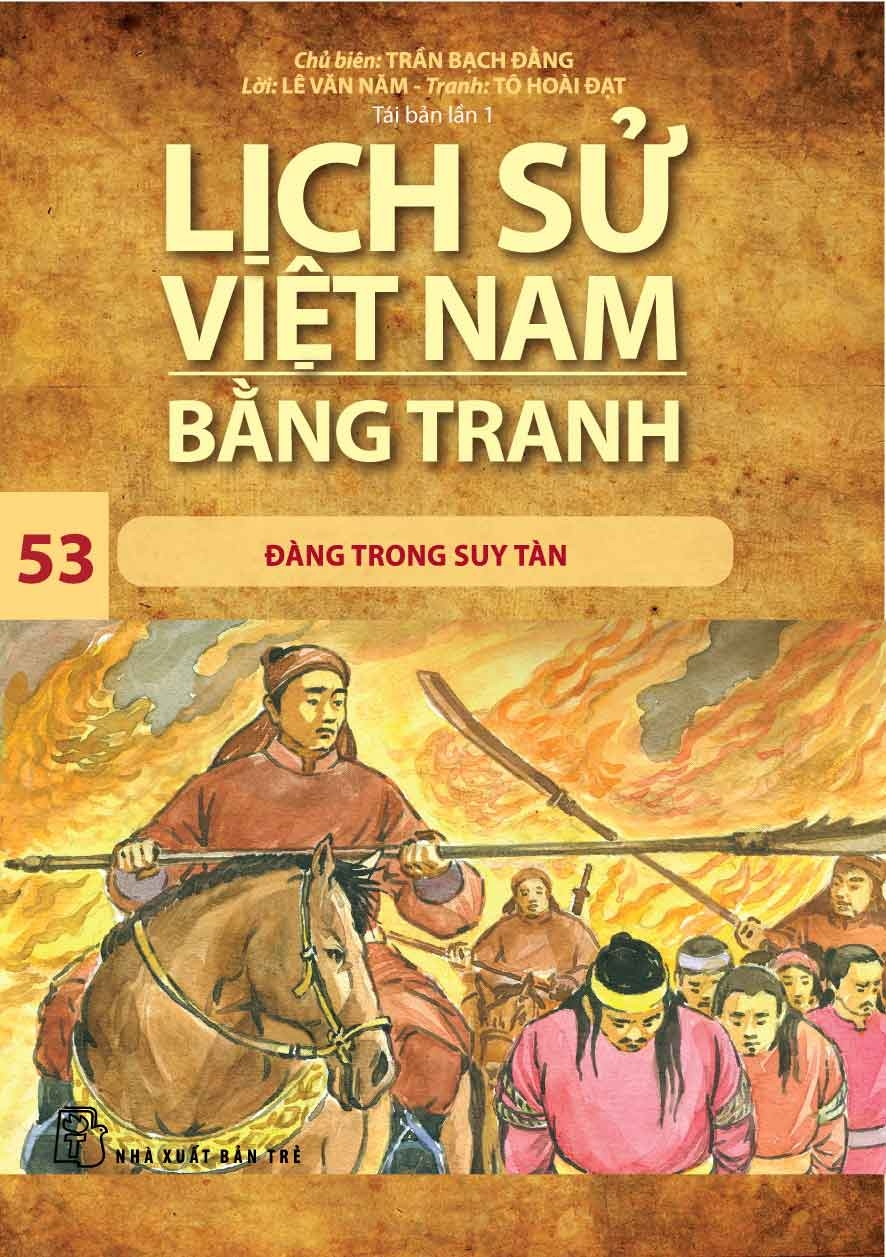 Chủ biên: TRẦN BẠCH ĐẰNG
Lời: LÊ VĂN NĂM - Tranh: TÔ HOÀI ĐẠT
Tái bản lần 1
LỊCH SỬ
VIỆT NAM
BẰNG TRANH
53
ĐÀNG TRONG SUY TÀN
NHÀ XUẤT BẢN TRẺ